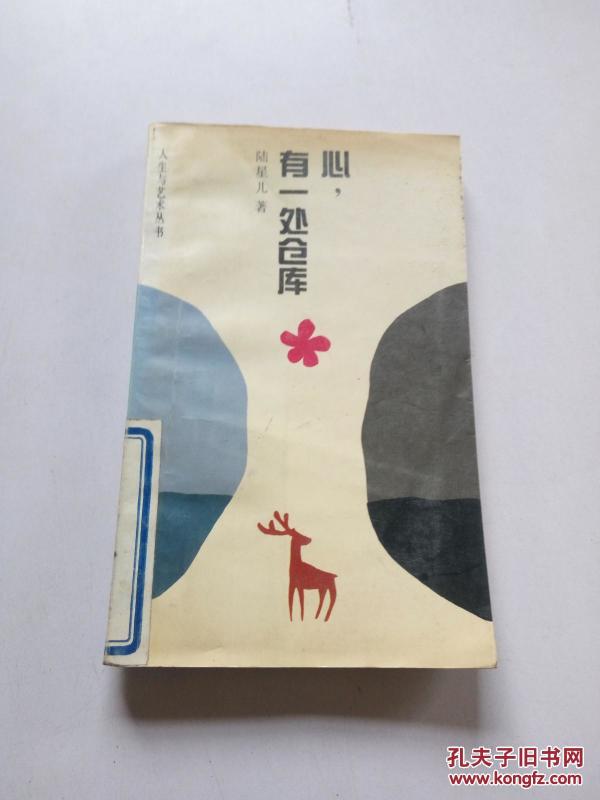 心，
有一处仓库
陆星儿 著
人生与艺术丛书
孔夫子旧书网
www.kongfz.com